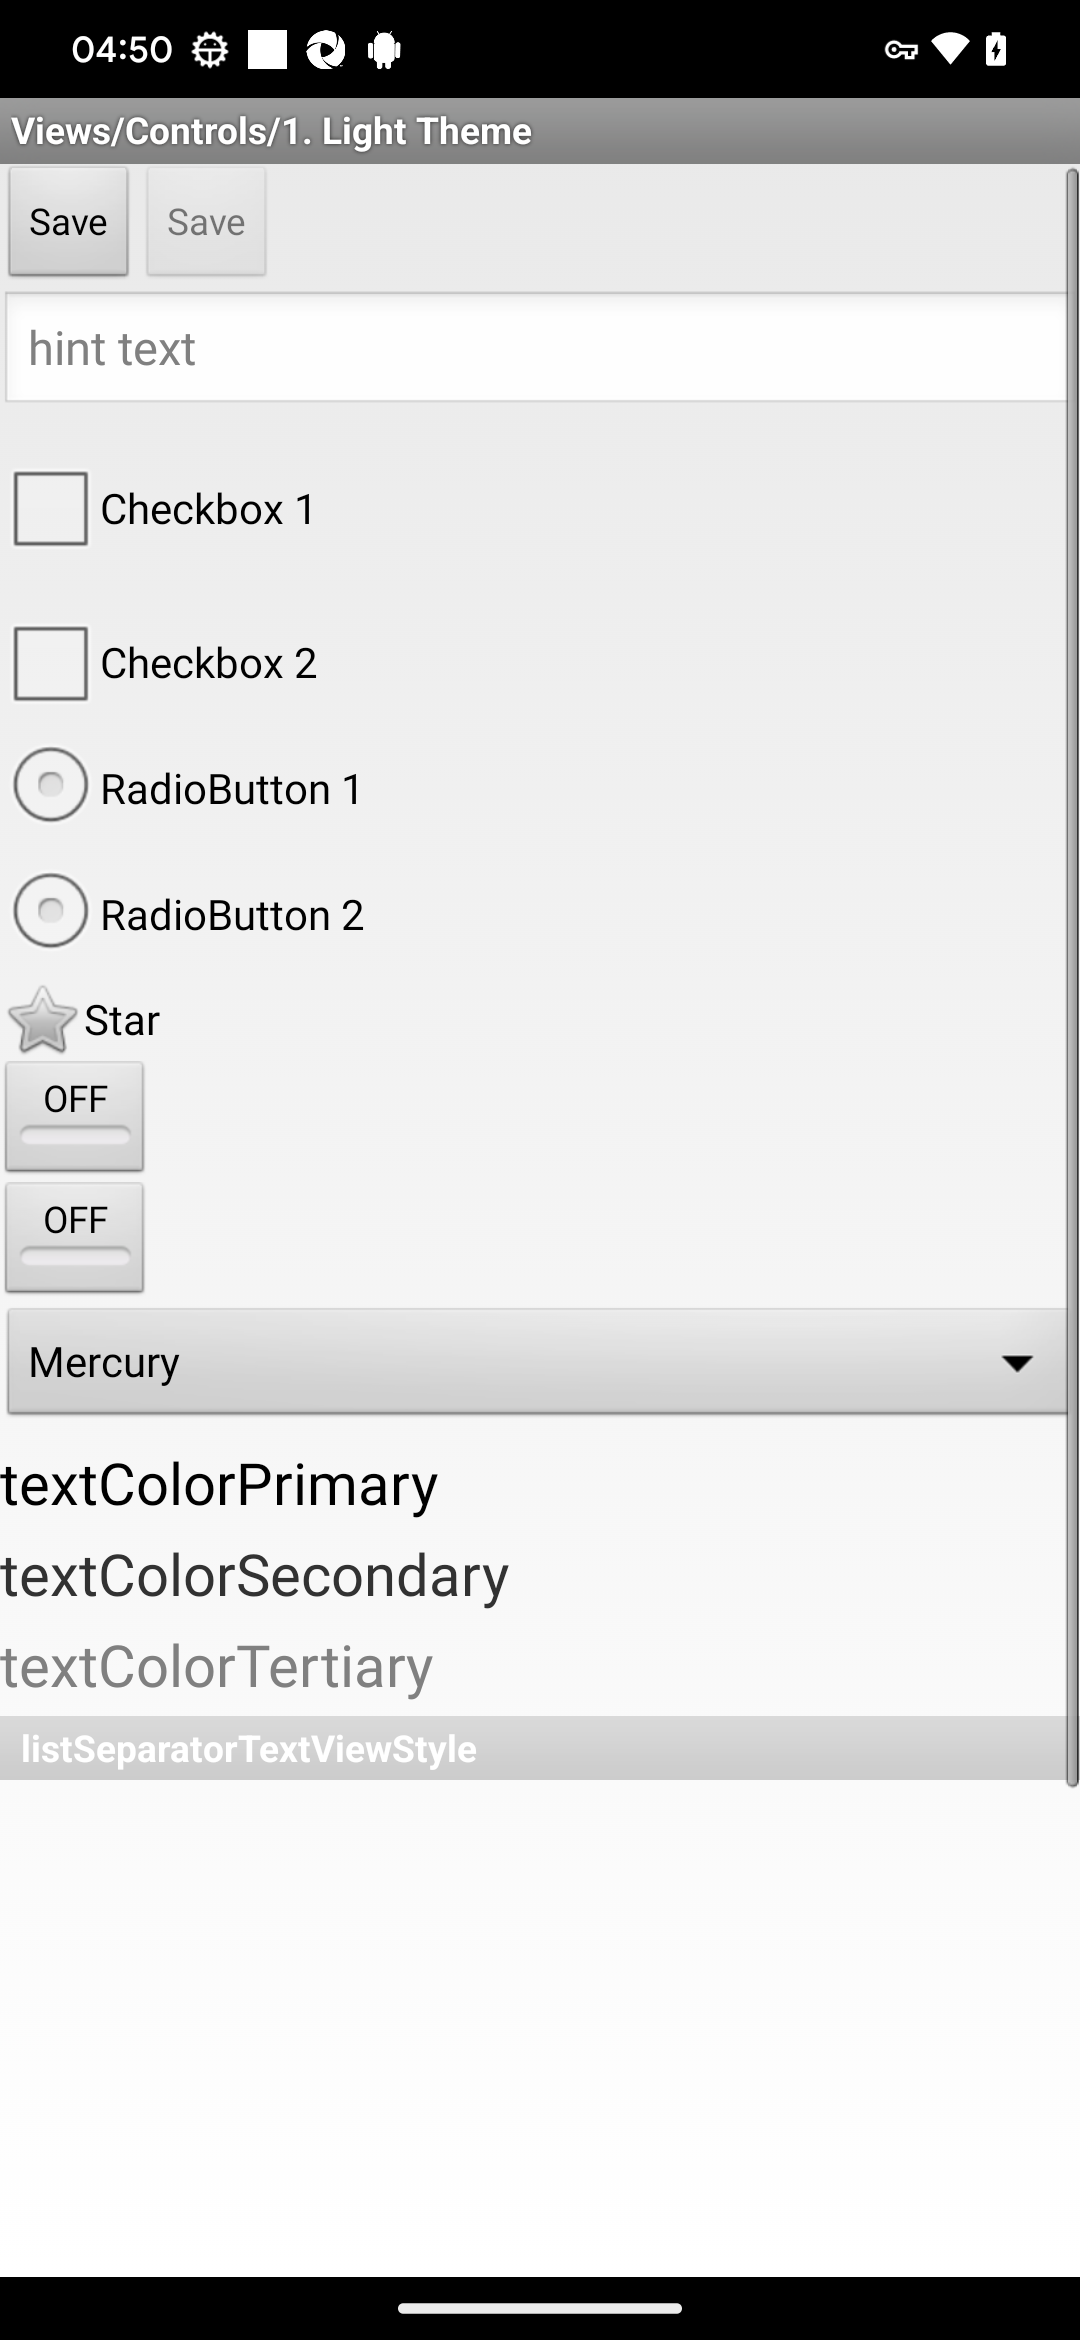 04:50
Views/Controls/1. Light Theme
Save Save
hint text
Checkbox 1
Checkbox 2
RadioButton 1
RadioButton 2
Star
OFF
OFF
Mercury
textColorPrimary
textColorSecondary
textColorTertiary
listSeparatorTextViewStyle